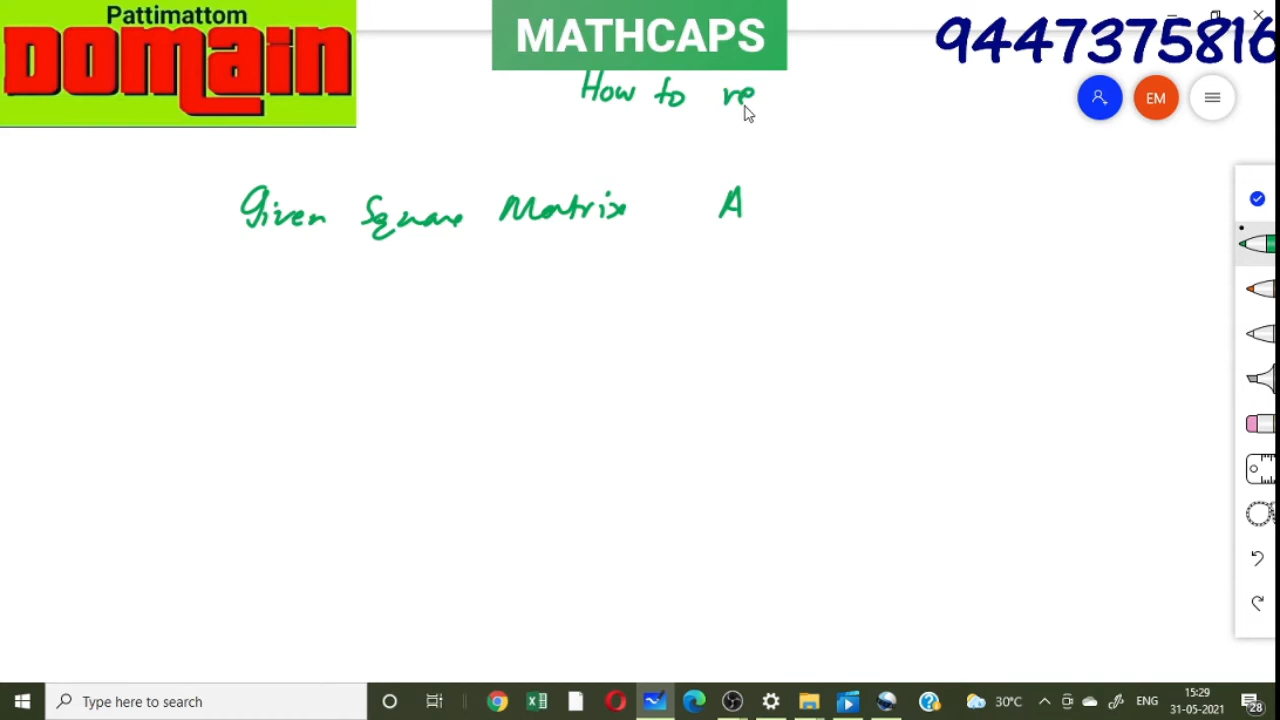 Pattimattom
DOMAIN
MATHCAPS
9447375816
How to re
EM
Given Square Matrix A
Type here to search
30°C
ENG
15:29
31-05-2021
28